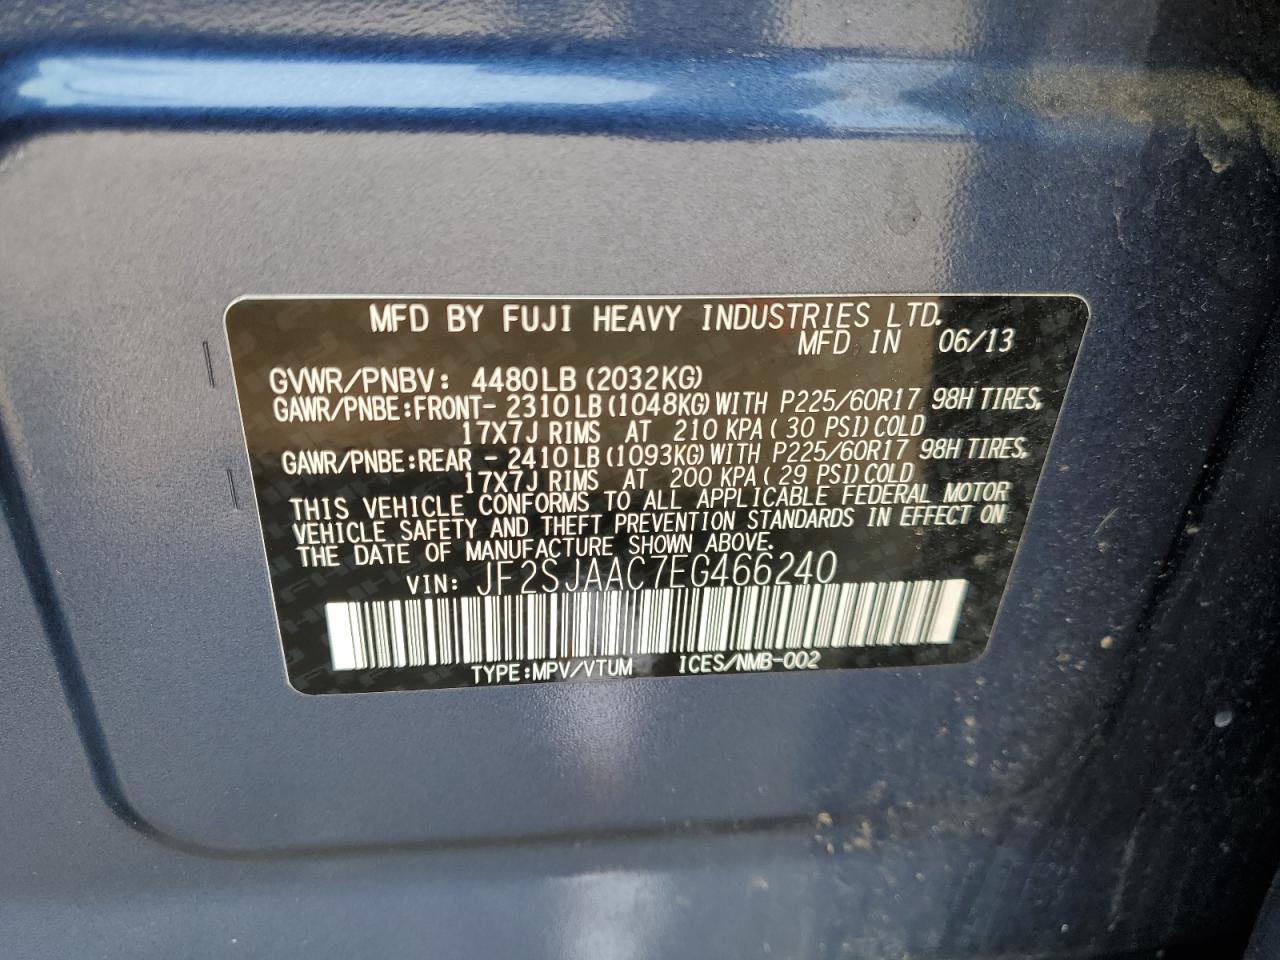 MFD BY FUJI HEAVY INDUSTRIES LTD.
MFD IN 06/13
GVWR/PNBV: 4480LB (2032KG)
GAWR/PNBE:FRONT- 2310LB (1048KG) WITH P225/60R17 98H TIRES,
17X7J RIMS AT 210 KPA ( 30 PSI) COLD
GAWR/PNBE:REAR - 2410LB (1093KG) WITH P225/60R17 98H TIRES,
17X7J RIMS AT 200 KPA ( 29 PSI) COLD
THIS VEHICLE CONFORMS TO ALL APPLICABLE FEDERAL MOTOR
VEHICLE SAFETY AND THEFT PREVENTION STANDARDS IN EFFECT ON
THE DATE OF MANUFACTURE SHOWN ABOVE.
VIN: JF2SJAAC7EG466240
TYPE:MPV/VTUM ICES/NMB-002